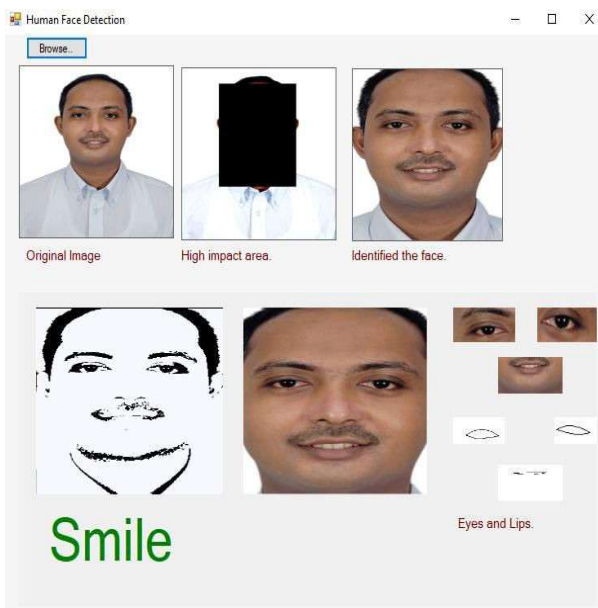 Human Face Detection
Browse..
Original Image
High impact area.
Identified the face.
Smile
Eyes and Lips.